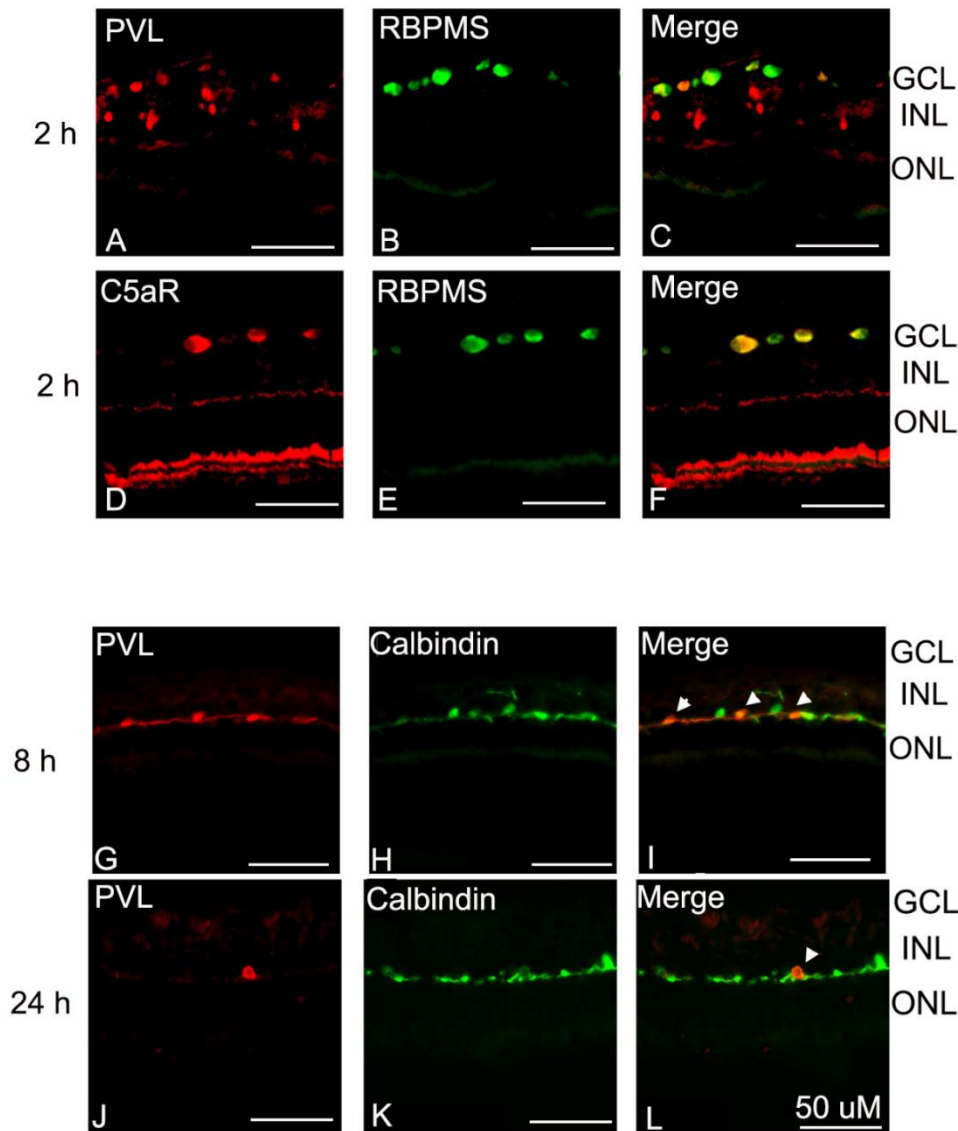 PVL RBPMS Merge
GCL
INL
2 h
ONL
A B C
C5aR RBPMS Merge
GCL
INL
2 h
ONL
D E F
PVL Calbindin Merge
GCL
INL
8 h
ONL
G H I
PVL Calbindin Merge
GCL
INL
24 h
ONL
50 uM
J K L